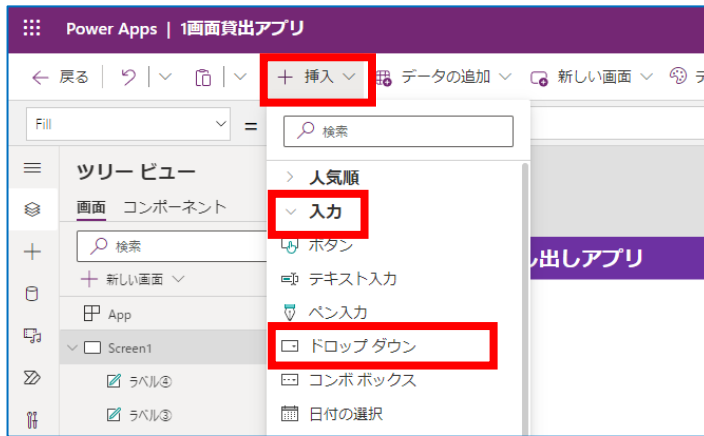 Power Apps | 1画面貸出アプリ
← 戻る 挿入 データの追加 新しい画面
Fill = 検索
ツリー ビュー
画面 コンポーネント
検索
新しい画面
App
Screen1
ラベル④
ラベル③
人気順
入力
ボタン
テキスト入力
ペン入力
ドロップ ダウン
コンボ ボックス
日付の選択
し出しアプリ